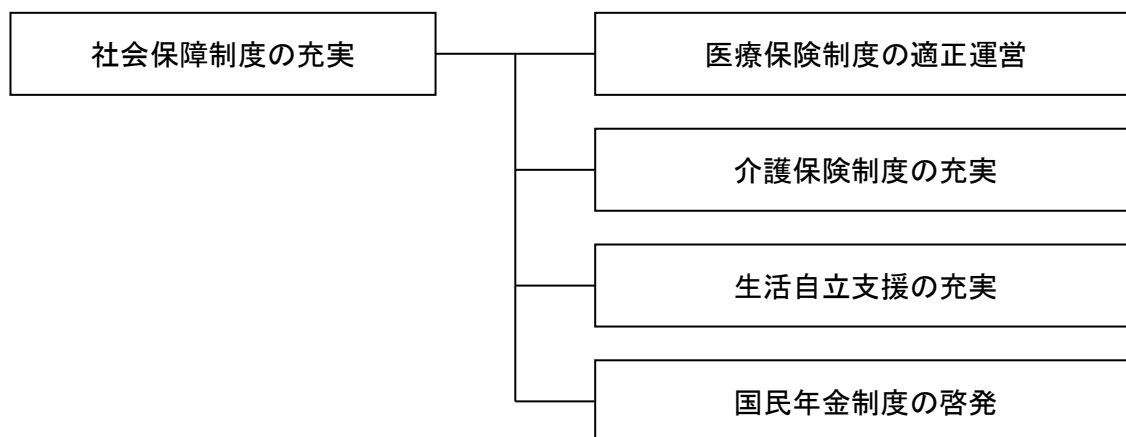 社会保障制度の充実
医療保険制度の適正運営
介護保険制度の充実
生活自立支援の充実
国民年金制度の啓発